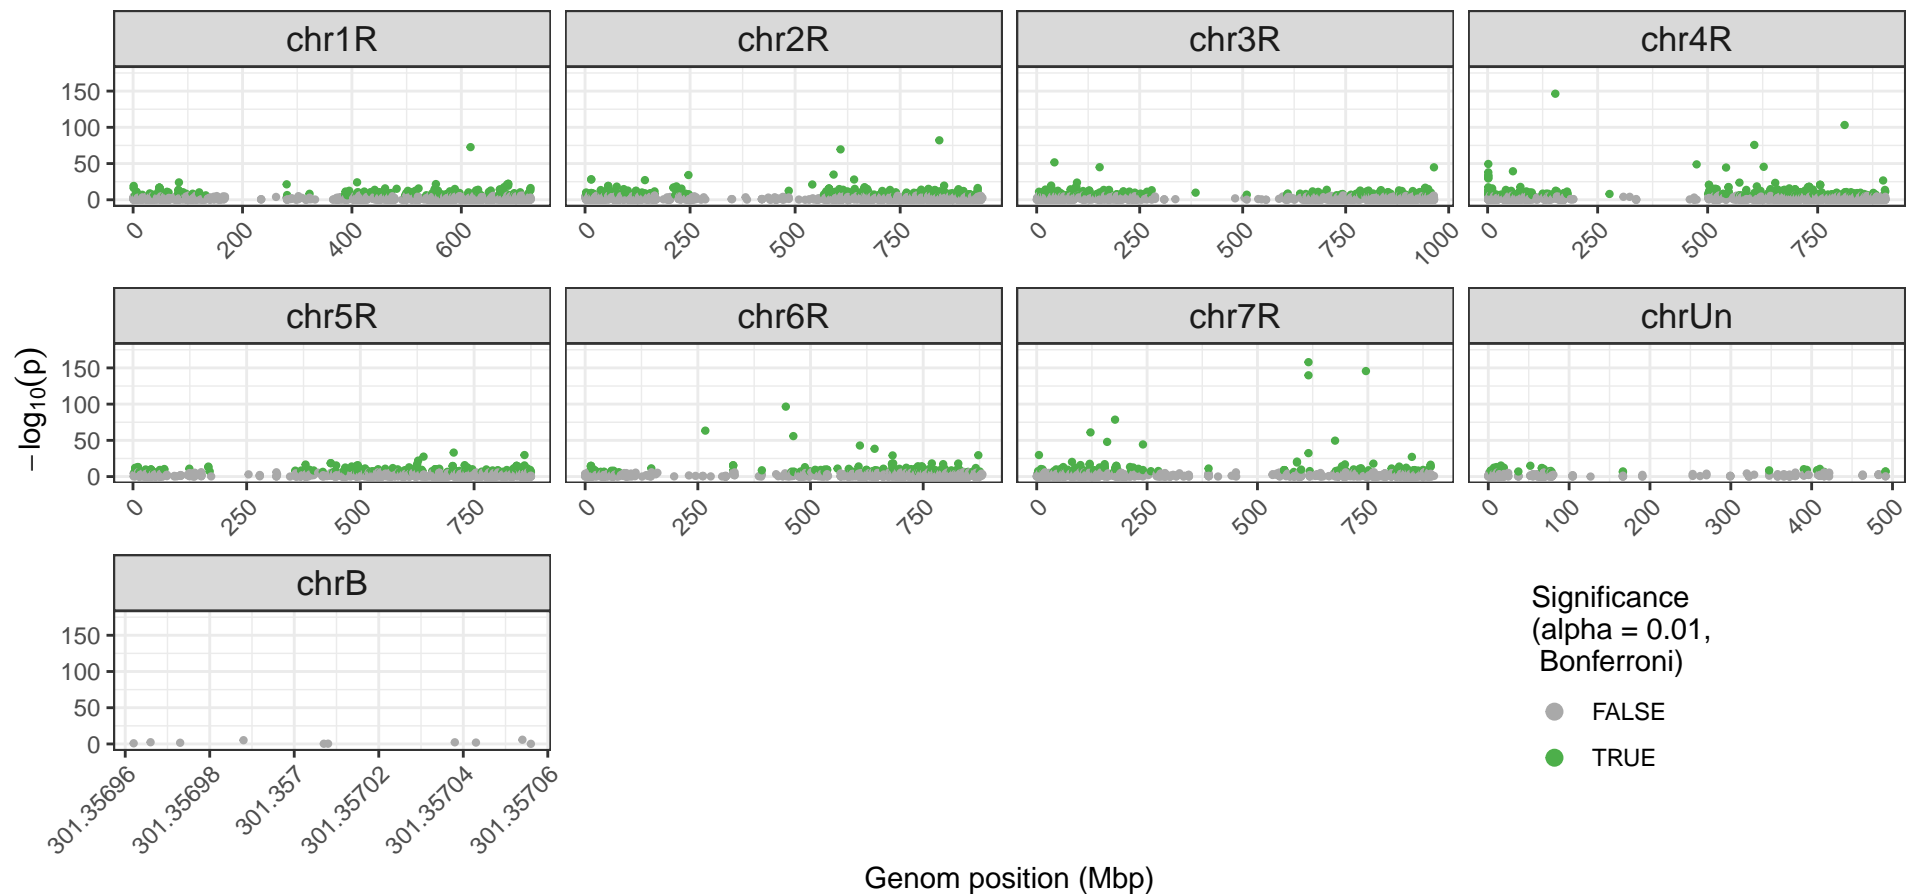 chr1R chr2R chr3R chr4R
150
100
50
0
0 200 400 600 0 250 500 750 0 250 500 750 1000 0 250 500 750
chr5R chr6R chr7R chrUn
−log10(p)
150
100
50
0
0 250 500 750 0 250 500 750 0 250 500 750 0 100 200 300 400 500
chrB
150
100
50
0
301.35696 301.35698 301.357 301.35702 301.35704 301.35706
Significance
(alpha = 0.01,
Bonferroni)
FALSE
TRUE
Genom position (Mbp)